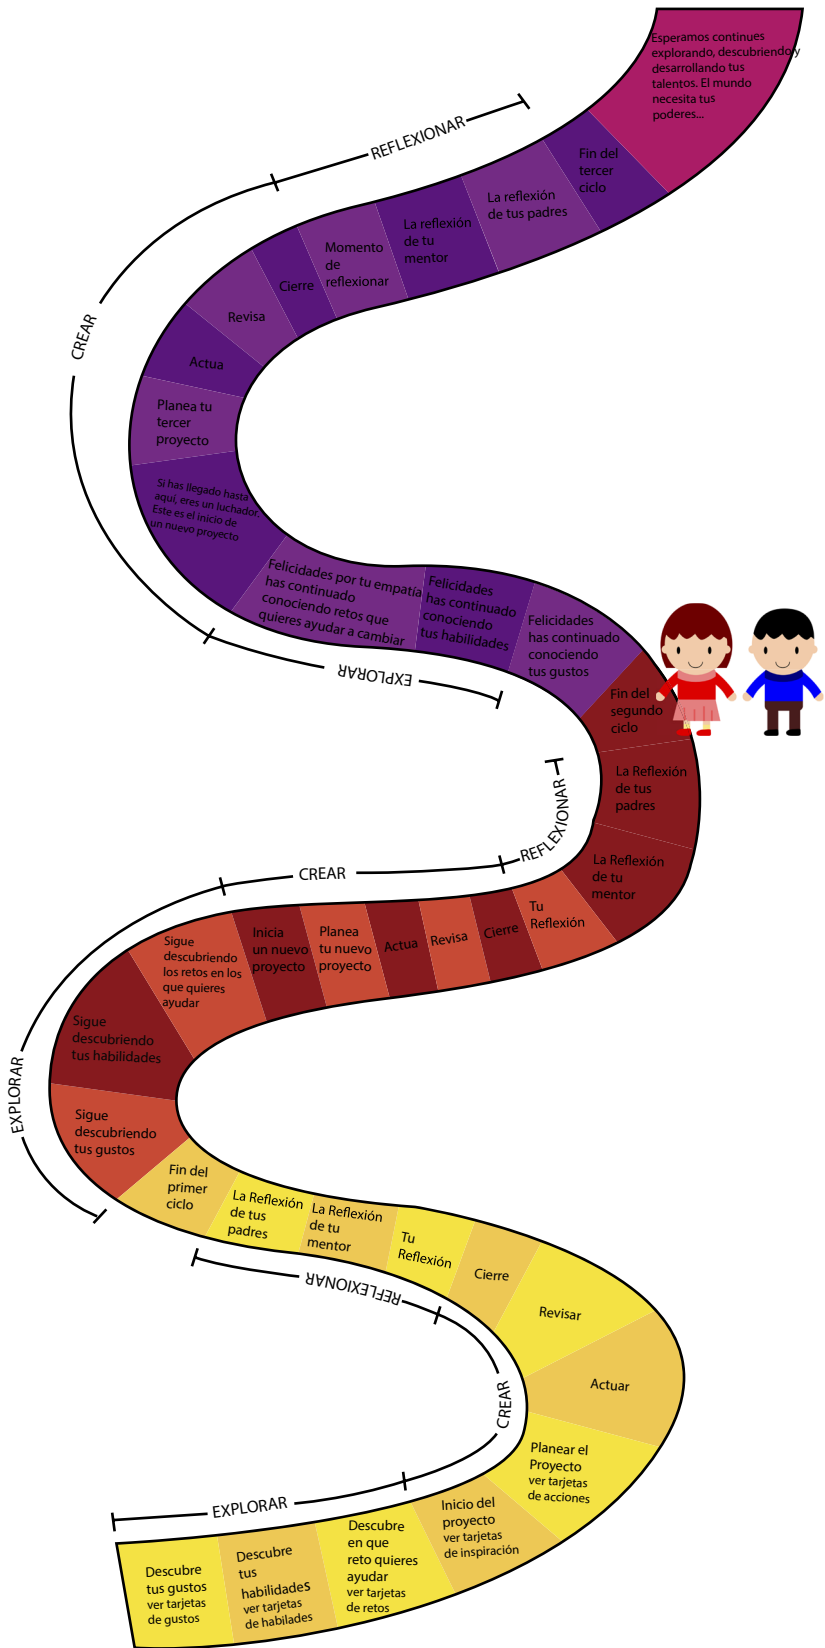 Esperamos continues
explorando, descubriendo y
desarrollando tus
talentos. El mundo
necesita tus
poderes...
REFLEXIONAR
Fin del
tercer
ciclo
La reflexión
de tus padres
La reflexión
de tu
mentor
Momento
de
reflexionar
Cierre
Revisa
CREAR
Actua
Planea tu
tercer
proyecto
Si has llegado hasta
aquí, eres un luchador.
Este es el inicio de
un nuevo proyecto
Felicidades por tu empatía
has continuado
conociendo retos que
quieres ayudar a cambiar
Felicidades
has continuado
conociendo
tus habilidades
Felicidades
has continuado
conociendo
tus gustos
EXPLORAR
Fin del
segundo
ciclo
La Reflexión
de tus
padres
REFLEXIONAR
La Reflexión
de tu
mentor
CREAR
Tu
Reflexión
Cierre
Revisa
Actua
Planea
tu nuevo
proyecto
Inicia
un nuevo
proyecto
Sigue
descubriendo
los retos en los
que quieres
ayudar
Sigue
descubriendo
tus habilidades
EXPLORAR
Sigue
descubriendo
tus gustos
Fin del
primer
ciclo
La Reflexión
de tus
padres
La Reflexión
de tu
mentor
Tu
Reflexión
Cierre
REFLEXIONAR
Revisar
Actuar
CREAR
Planear el
Proyecto
ver tarjetas
de acciones
EXPLORAR
Inicio del
proyecto
ver tarjetas
de inspiración
Descubre
en que
reto quieres
ayudar
ver tarjetas
de retos
Descubre
tus
habilidades
ver tarjetas
de habilades
Descubre
tus gustos
ver tarjetas
de gustos